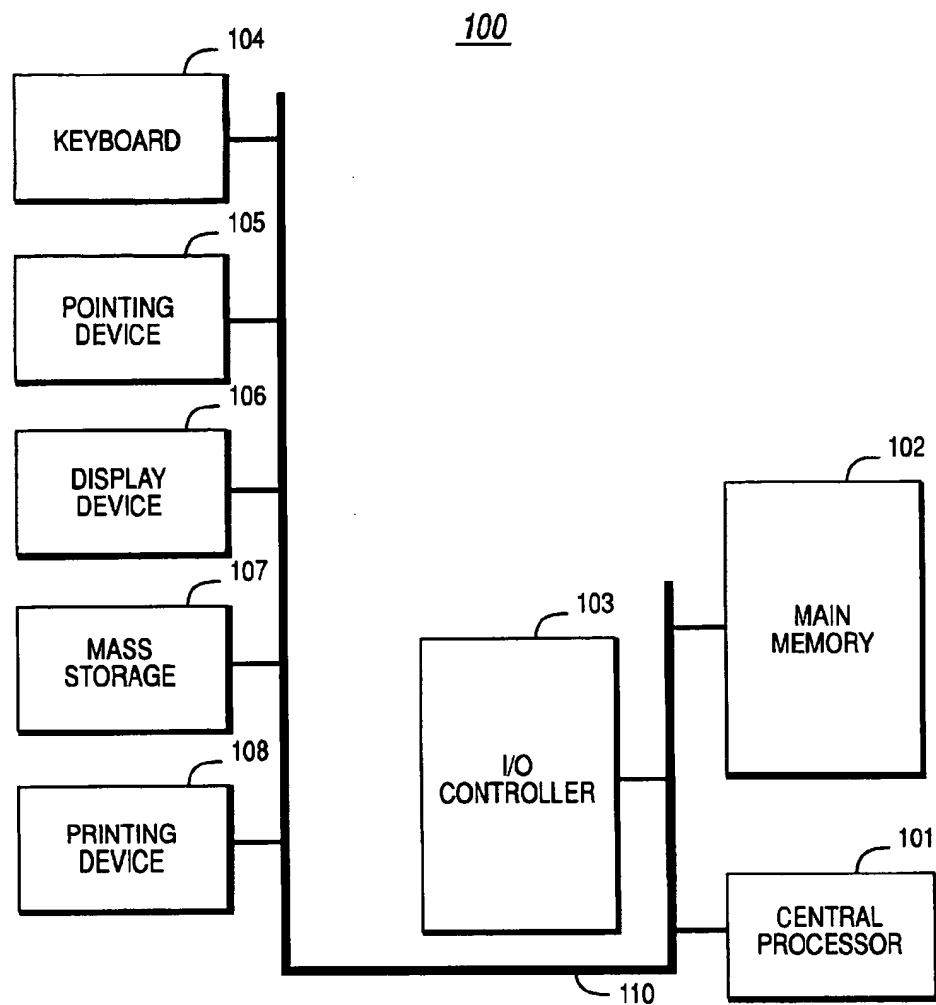 100
104
KEYBOARD
105
POINTING
DEVICE
106
DISPLAY
DEVICE
107
MASS
STORAGE
108
PRINTING
DEVICE
103
I/O
CONTROLLER
102
MAIN
MEMORY
101
CENTRAL
PROCESSOR
110